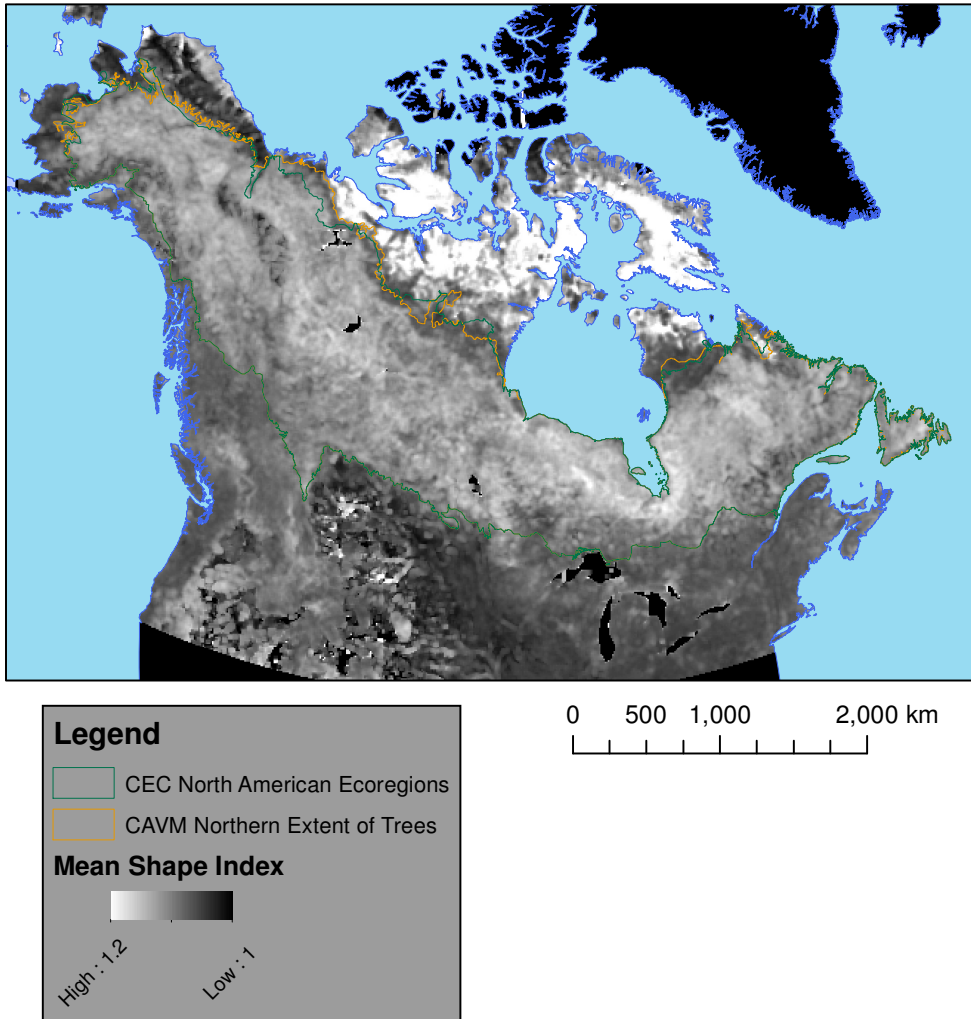 0 500 1,000 2,000 km
Legend
CEC North American Ecoregions
CAVM Northern Extent of Trees
Mean Shape Index
High : 1.2
Low : 1